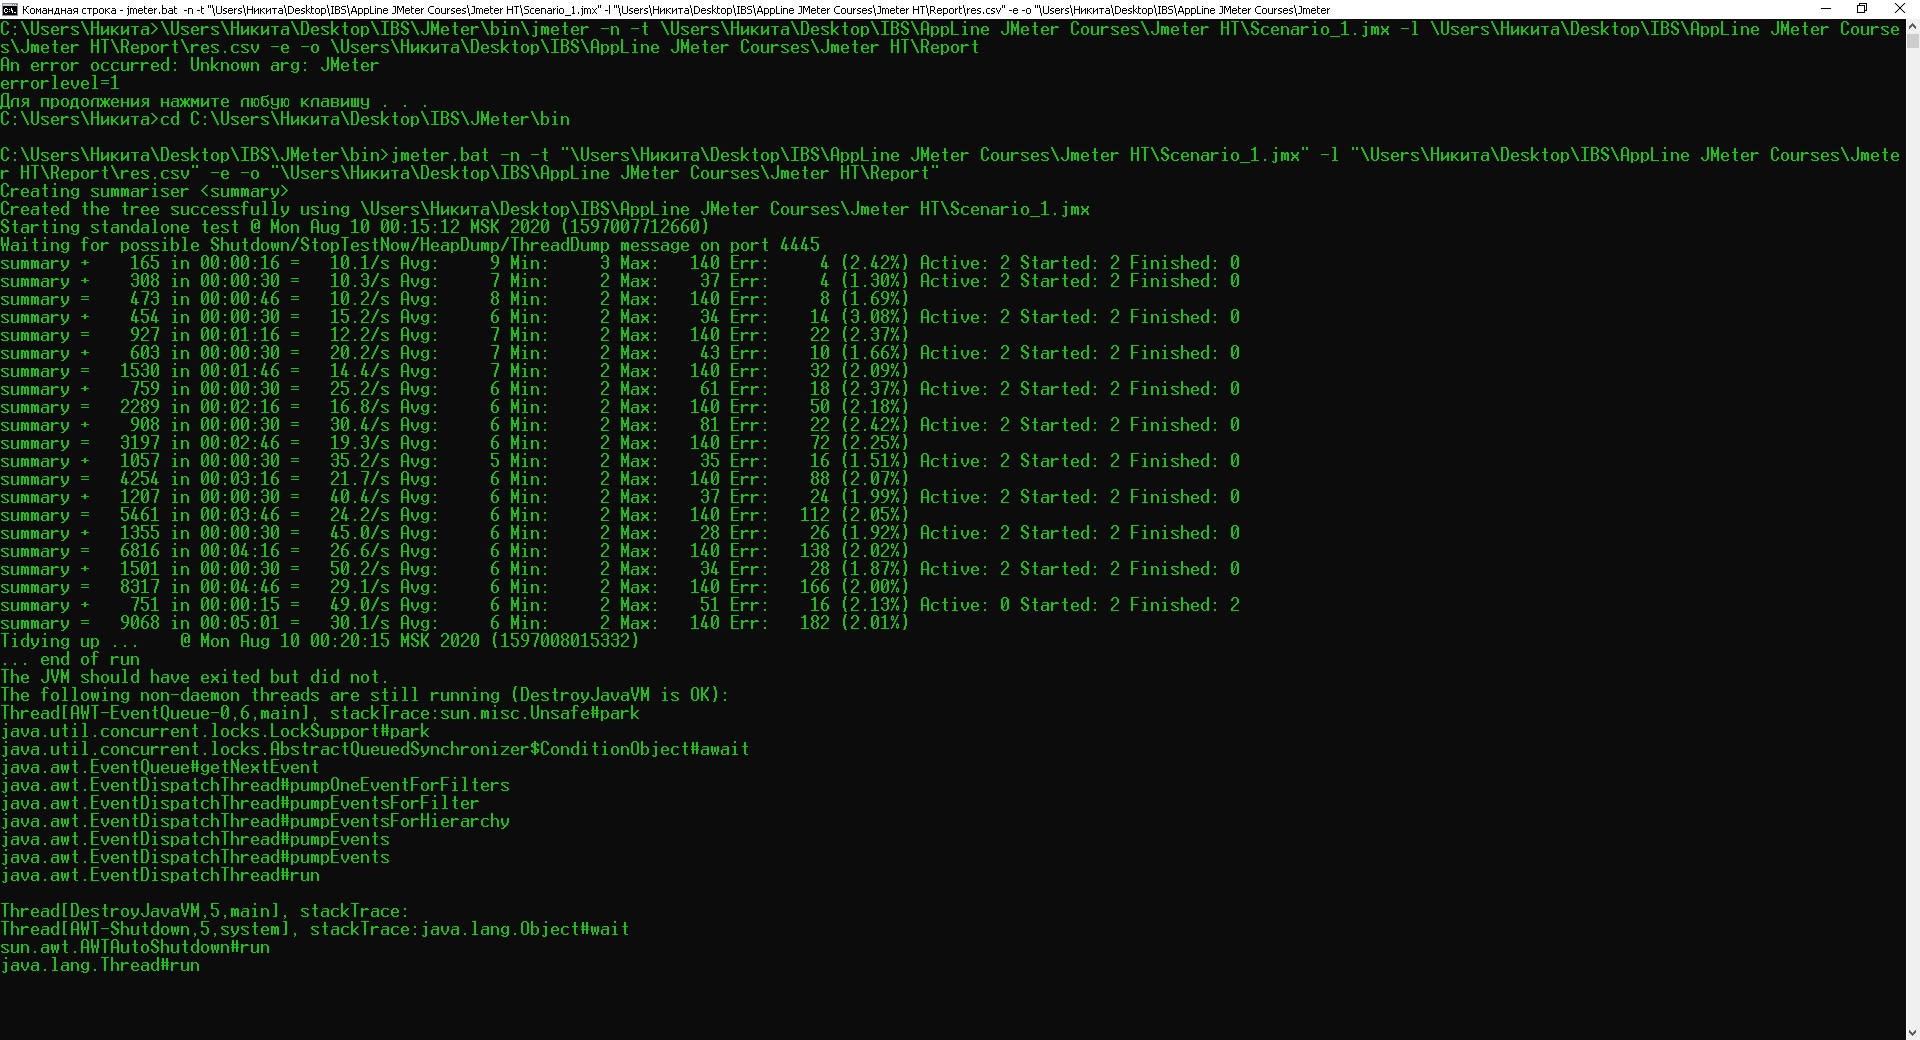 Командная строка - jmeter.bat -n -t "\Users\Никита\Desktop\IBS\AppLine JMeter Courses\Jmeter HT\Scenario_1.jmx" -l "\Users\Никита\Desktop\IBS\AppLine JMeter Courses\Jmeter HT\Report\res.csv" -e -o "\Users\Никита\Desktop\IBS\AppLine JMeter Courses\Jmeter
C:\Users\Никита>\Users\Никита\Desktop\IBS\JMeter\bin\jmeter -n -t \Users\Никита\Desktop\IBS\AppLine JMeter Courses\Jmeter HT\Scenario_1.jmx -l \Users\Никита\Desktop\IBS\AppLine JMeter Course
s\Jmeter HT\Report\res.csv -e -o \Users\Никита\Desktop\IBS\AppLine JMeter Courses\Jmeter HT\Report
An error occurred: Unknown arg: JMeter
errorlevel=1
Для продолжения нажмите любую клавишу . . .
C:\Users\Никита>cd C:\Users\Никита\Desktop\IBS\JMeter\bin
C:\Users\Никита\Desktop\IBS\JMeter\bin>jmeter.bat -n -t "\Users\Никита\Desktop\IBS\AppLine JMeter Courses\Jmeter HT\Scenario_1.jmx" -l "\Users\Никита\Desktop\IBS\AppLine JMeter Courses\Jmete
r HT\Report\res.csv" -e -o "\Users\Никита\Desktop\IBS\AppLine JMeter Courses\Jmeter HT\Report"
Creating summariser <summary>
Created the tree successfully using \Users\Никита\Desktop\IBS\AppLine JMeter Courses\Jmeter HT\Scenario_1.jmx
Starting standalone test @ Mon Aug 10 00:15:12 MSK 2020 (1597007712660)
Waiting for possible Shutdown/StopTestNow/HeapDump/ThreadDump message on port 4445
summary +    165 in 00:00:16 =   10.1/s Avg:     9 Min:     3 Max:   140 Err:     4 (2.42%) Active: 2 Started: 2 Finished: 0
summary +    308 in 00:00:30 =   10.3/s Avg:     7 Min:     2 Max:    37 Err:     4 (1.30%) Active: 2 Started: 2 Finished: 0
summary =    473 in 00:00:46 =   10.2/s Avg:     8 Min:     2 Max:   140 Err:     8 (1.69%)
summary +    454 in 00:00:30 =   15.2/s Avg:     6 Min:     2 Max:    34 Err:    14 (3.08%) Active: 2 Started: 2 Finished: 0
summary =    927 in 00:01:16 =   12.2/s Avg:     7 Min:     2 Max:   140 Err:    22 (2.37%)
summary +    603 in 00:00:30 =   20.2/s Avg:     7 Min:     2 Max:    43 Err:    10 (1.66%) Active: 2 Started: 2 Finished: 0
summary =   1530 in 00:01:46 =   14.4/s Avg:     7 Min:     2 Max:   140 Err:    32 (2.09%)
summary +    759 in 00:00:30 =   25.2/s Avg:     6 Min:     2 Max:    61 Err:    18 (2.37%) Active: 2 Started: 2 Finished: 0
summary =   2289 in 00:02:16 =   16.8/s Avg:     6 Min:     2 Max:   140 Err:    50 (2.18%)
summary +    908 in 00:00:30 =   30.4/s Avg:     6 Min:     2 Max:    81 Err:    22 (2.42%) Active: 2 Started: 2 Finished: 0
summary =   3197 in 00:02:46 =   19.3/s Avg:     6 Min:     2 Max:   140 Err:    72 (2.25%)
summary +   1057 in 00:00:30 =   35.2/s Avg:     5 Min:     2 Max:    35 Err:    16 (1.51%) Active: 2 Started: 2 Finished: 0
summary =   4254 in 00:03:16 =   21.7/s Avg:     6 Min:     2 Max:   140 Err:    88 (2.07%)
summary +   1207 in 00:00:30 =   40.4/s Avg:     6 Min:     2 Max:    37 Err:    24 (1.99%) Active: 2 Started: 2 Finished: 0
summary =   5461 in 00:03:46 =   24.2/s Avg:     6 Min:     2 Max:   140 Err:   112 (2.05%)
summary +   1355 in 00:00:30 =   45.0/s Avg:     6 Min:     2 Max:    28 Err:    26 (1.92%) Active: 2 Started: 2 Finished: 0
summary =   6816 in 00:04:16 =   26.6/s Avg:     6 Min:     2 Max:   140 Err:   138 (2.02%)
summary +   1501 in 00:00:30 =   50.2/s Avg:     6 Min:     2 Max:    34 Err:    28 (1.87%) Active: 2 Started: 2 Finished: 0
summary =   8317 in 00:04:46 =   29.1/s Avg:     6 Min:     2 Max:   140 Err:   166 (2.00%)
summary +    751 in 00:00:15 =   49.0/s Avg:     6 Min:     2 Max:    51 Err:    16 (2.13%) Active: 0 Started: 2 Finished: 2
summary =   9068 in 00:05:01 =   30.1/s Avg:     6 Min:     2 Max:   140 Err:   182 (2.01%)
Tidying up ...    @ Mon Aug 10 00:20:15 MSK 2020 (1597008015332)
... end of run
The JVM should have exited but did not.
The following non-daemon threads are still running (DestroyJavaVM is OK):
Thread[AWT-EventQueue-0,6,main], stackTrace:sun.misc.Unsafe#park
java.util.concurrent.locks.LockSupport#park
java.util.concurrent.locks.AbstractQueuedSynchronizer$ConditionObject#await
java.awt.EventQueue#getNextEvent
java.awt.EventDispatchThread#pumpOneEventForFilters
java.awt.EventDispatchThread#pumpEventsForFilter
java.awt.EventDispatchThread#pumpEventsForHierarchy
java.awt.EventDispatchThread#pumpEvents
java.awt.EventDispatchThread#pumpEvents
java.awt.EventDispatchThread#run
Thread[DestroyJavaVM,5,main], stackTrace:
Thread[AWT-Shutdown,5,system], stackTrace:java.lang.Object#wait
sun.awt.AWTAutoShutdown#run
java.lang.Thread#run